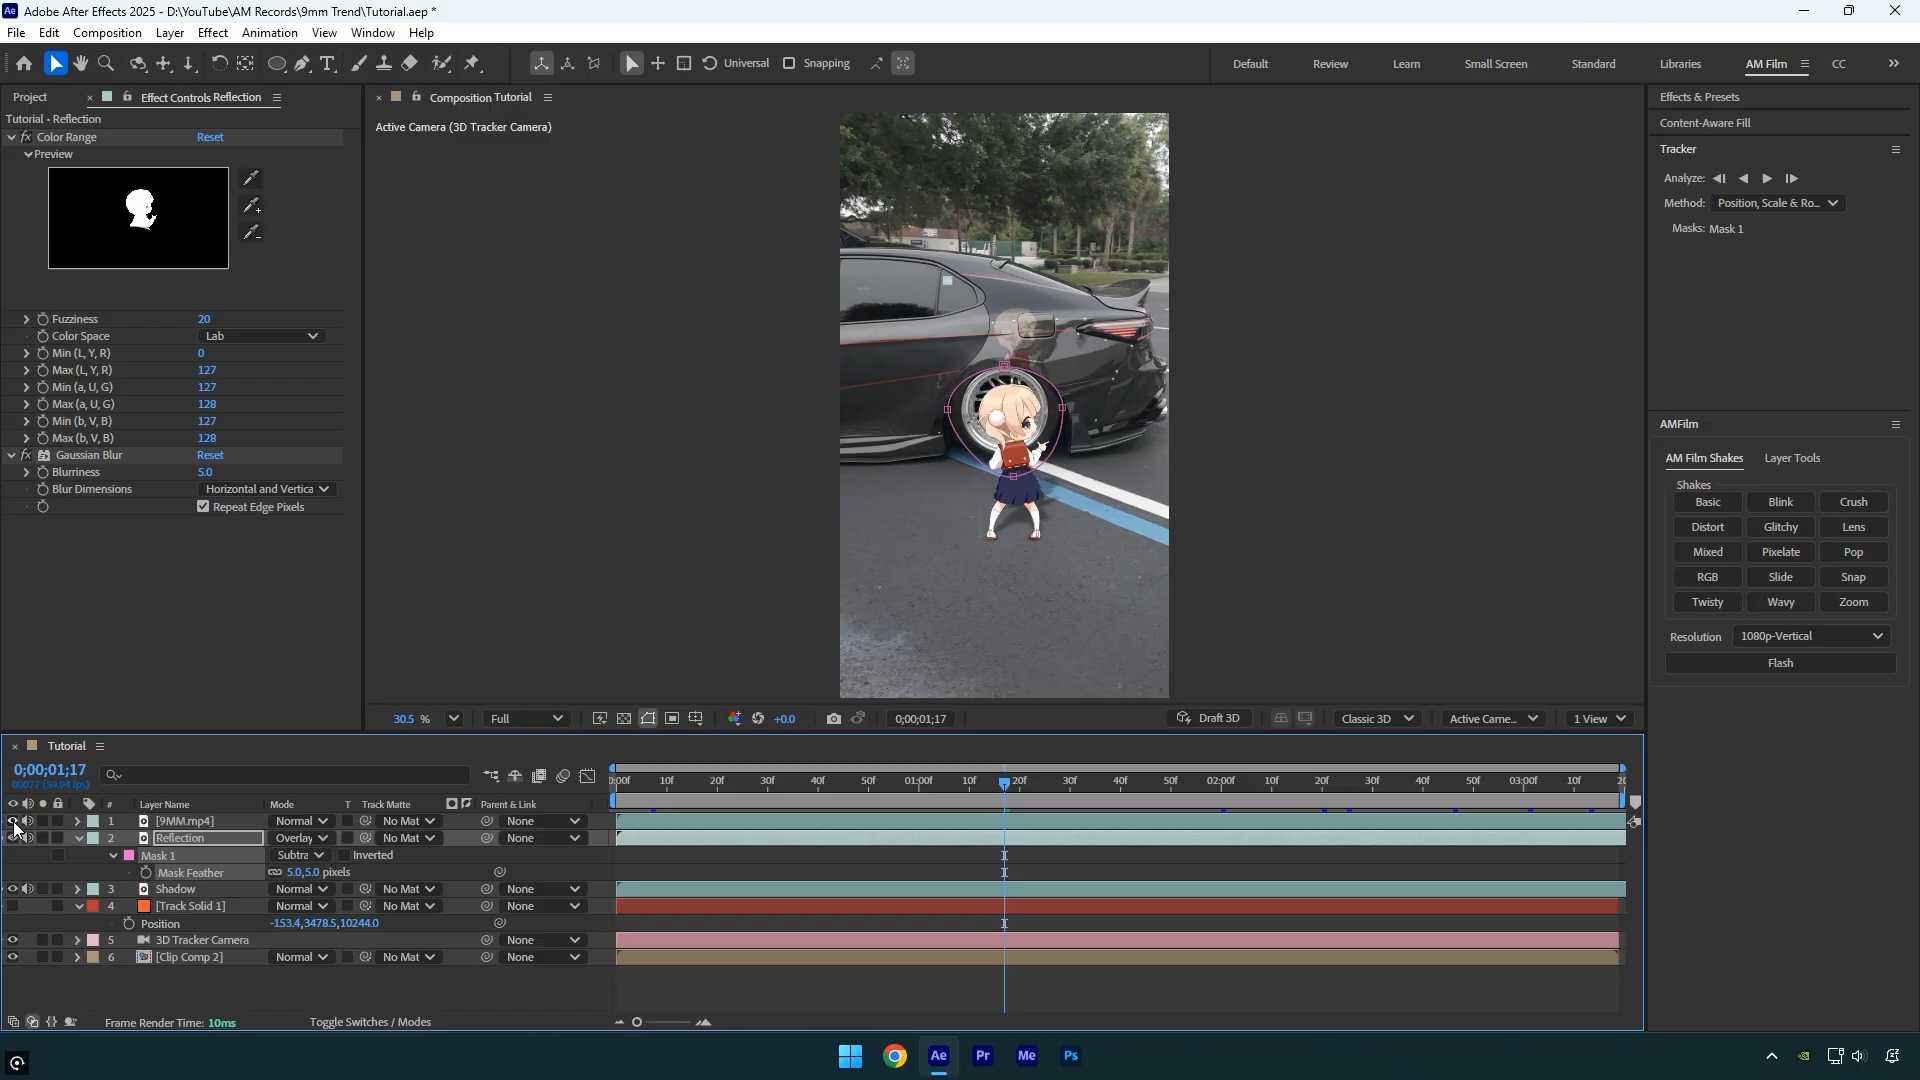 Adobe After Effects 2025 - D:\YouTube\AM Records\9mm Trend\Tutorial.aep *
File Edit Composition Layer Effect Animation View Window Help
Universal Snapping Default Review Learn Small Screen Standard Libraries AM Film CC
Project Effect Controls Reflection
Tutorial • Reflection
fx Color Range Reset
Preview
Fuzziness 20
Color Space Lab
Min (L, Y, R) 0
Max (L, Y, R) 127
Min (a, U, G) 127
Max (a, U, G) 128
Min (b, V, B) 127
Max (b, V, B) 128
fx Gaussian Blur Reset
Blurriness 5.0
Blur Dimensions Horizontal and Vertica
Repeat Edge Pixels
Composition Tutorial
Active Camera (3D Tracker Camera)
30.5 % Full +0.0 0;00;01;17 Draft 3D Classic 3D Active Came... 1 View
Effects & Presets
Content-Aware Fill
Tracker
Analyze:
Method: Position, Scale & Ro...
Masks: Mask 1
AMFilm
AM Film Shakes Layer Tools
Shakes
Basic Blink Crush
Distort Glitchy Lens
Mixed Pixelate Pop
RGB Slide Snap
Twisty Wavy Zoom
Resolution 1080p-Vertical
Flash
Tutorial
0;00;01;17
00077 (59.94 fps)
0:00f 10f 20f 30f 40f 50f 01:00f 10f 20f 30f 40f 50f 02:00f 10f 20f 30f 40f 50f 03:00f 10f 20
# Layer Name Mode T Track Matte Parent & Link
1 [9MM.mp4] Normal No Mat None
2 Reflection Overlay No Mat None
Mask 1 Subtra Inverted
Mask Feather 5.0,5.0 pixels
3 Shadow Normal No Mat None
4 [Track Solid 1] Normal No Mat None
Position -153.4,3478.5,10244.0
5 3D Tracker Camera None
6 [Clip Comp 2] Normal No Mat None
Frame Render Time: 10ms Toggle Switches / Modes
Ae Pr Me Ps